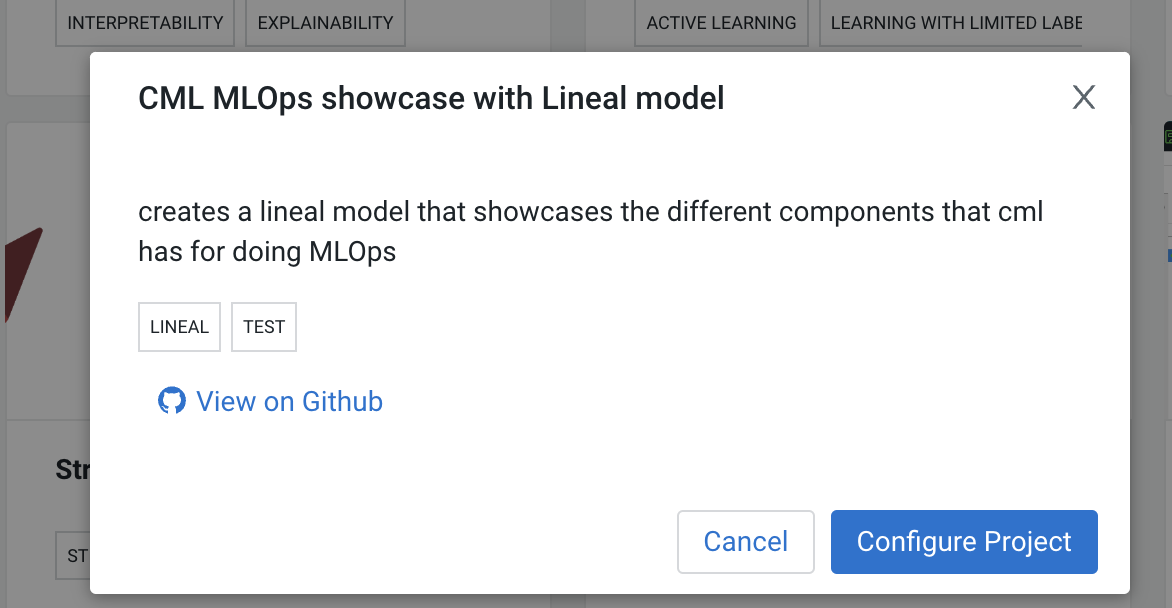 INTERPRETABILITY EXPLAINABILITY ACTIVE LEARNING LEARNING WITH LIMITED LABE
CML MLOps showcase with Lineal model
X
creates a lineal model that showcases the different components that cml
has for doing MLOps
LINEAL TEST
View on Github
Str
ST
Cancel Configure Project